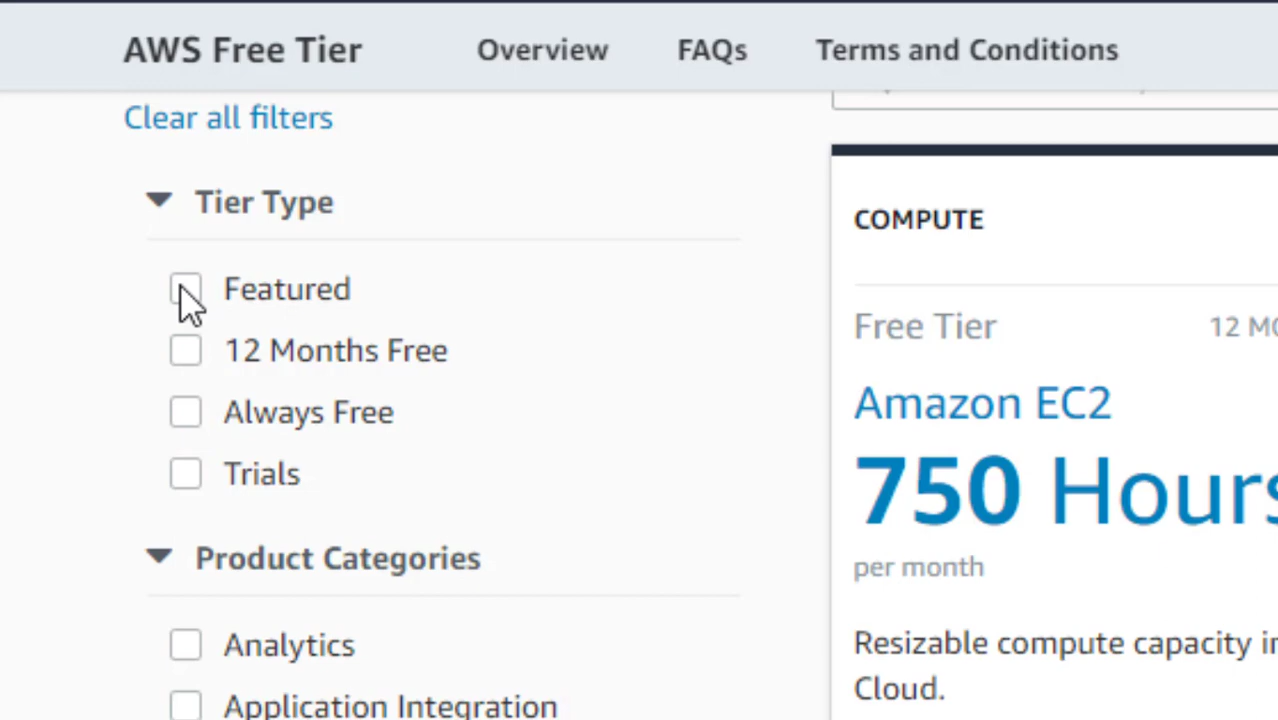 AWS Free Tier Overview FAQs Terms and Conditions
Clear all filters
Tier Type
Featured
12 Months Free
Always Free
Trials
Product Categories
Analytics
Application Integration
COMPUTE
Free Tier 12
Amazon EC2
750 Hours
per month
Resizable compute capacity
Cloud.